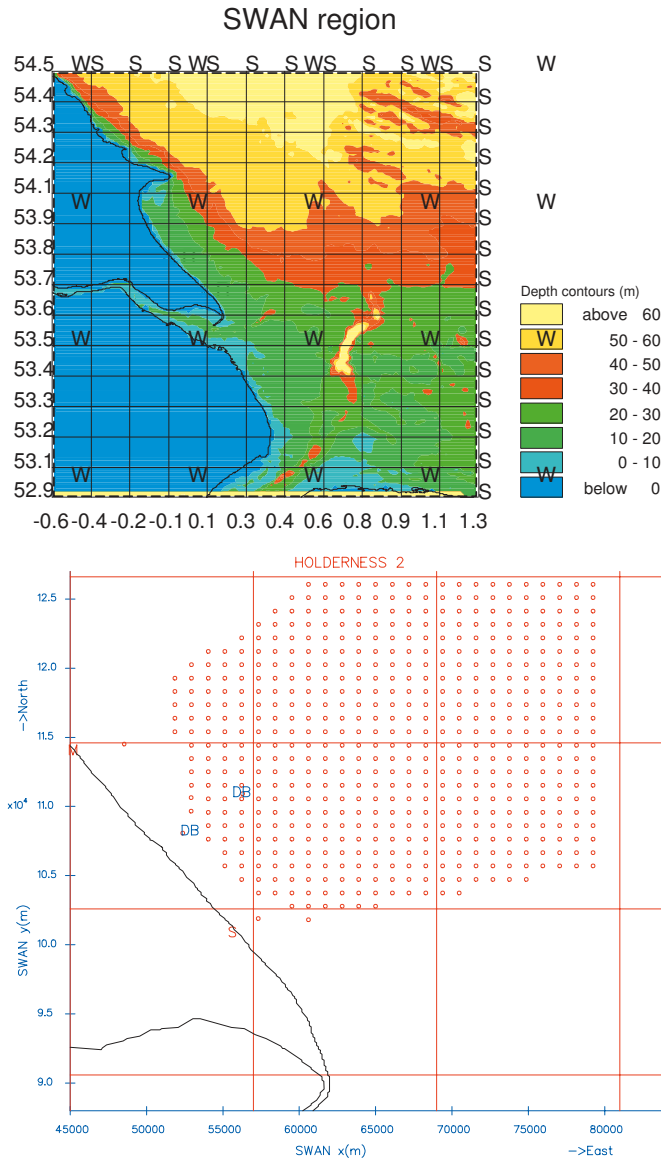 SWAN region
54.5 WS S S WS S S WS S S WS S W
54.4 S
54.3 S
54.2 S
54.1 S
W W W W W
53.9 S
53.8 S
53.7 S
Depth contours (m)
53.6 S above 60
53.5 W W W W S W 50 - 60
53.4 S 40 - 50
53.3 S 30 - 40
53.2 S 20 - 30
10 - 20
53.1 W W W W S W 0 - 10
52.9 S below 0
-0.6 -0.4 -0.2 -0.1 0.1 0.3 0.4 0.6 0.8 0.9 1.1 1.3
HOLDERNESS 2
12.5
12.0
->North
11.5
M
11.0
x10⁴
DB
DB
10.5
S
10.0
SWAN y(m)
9.5
9.0
45000 50000 55000 60000 65000 70000 75000 80000
SWAN x(m) ->East